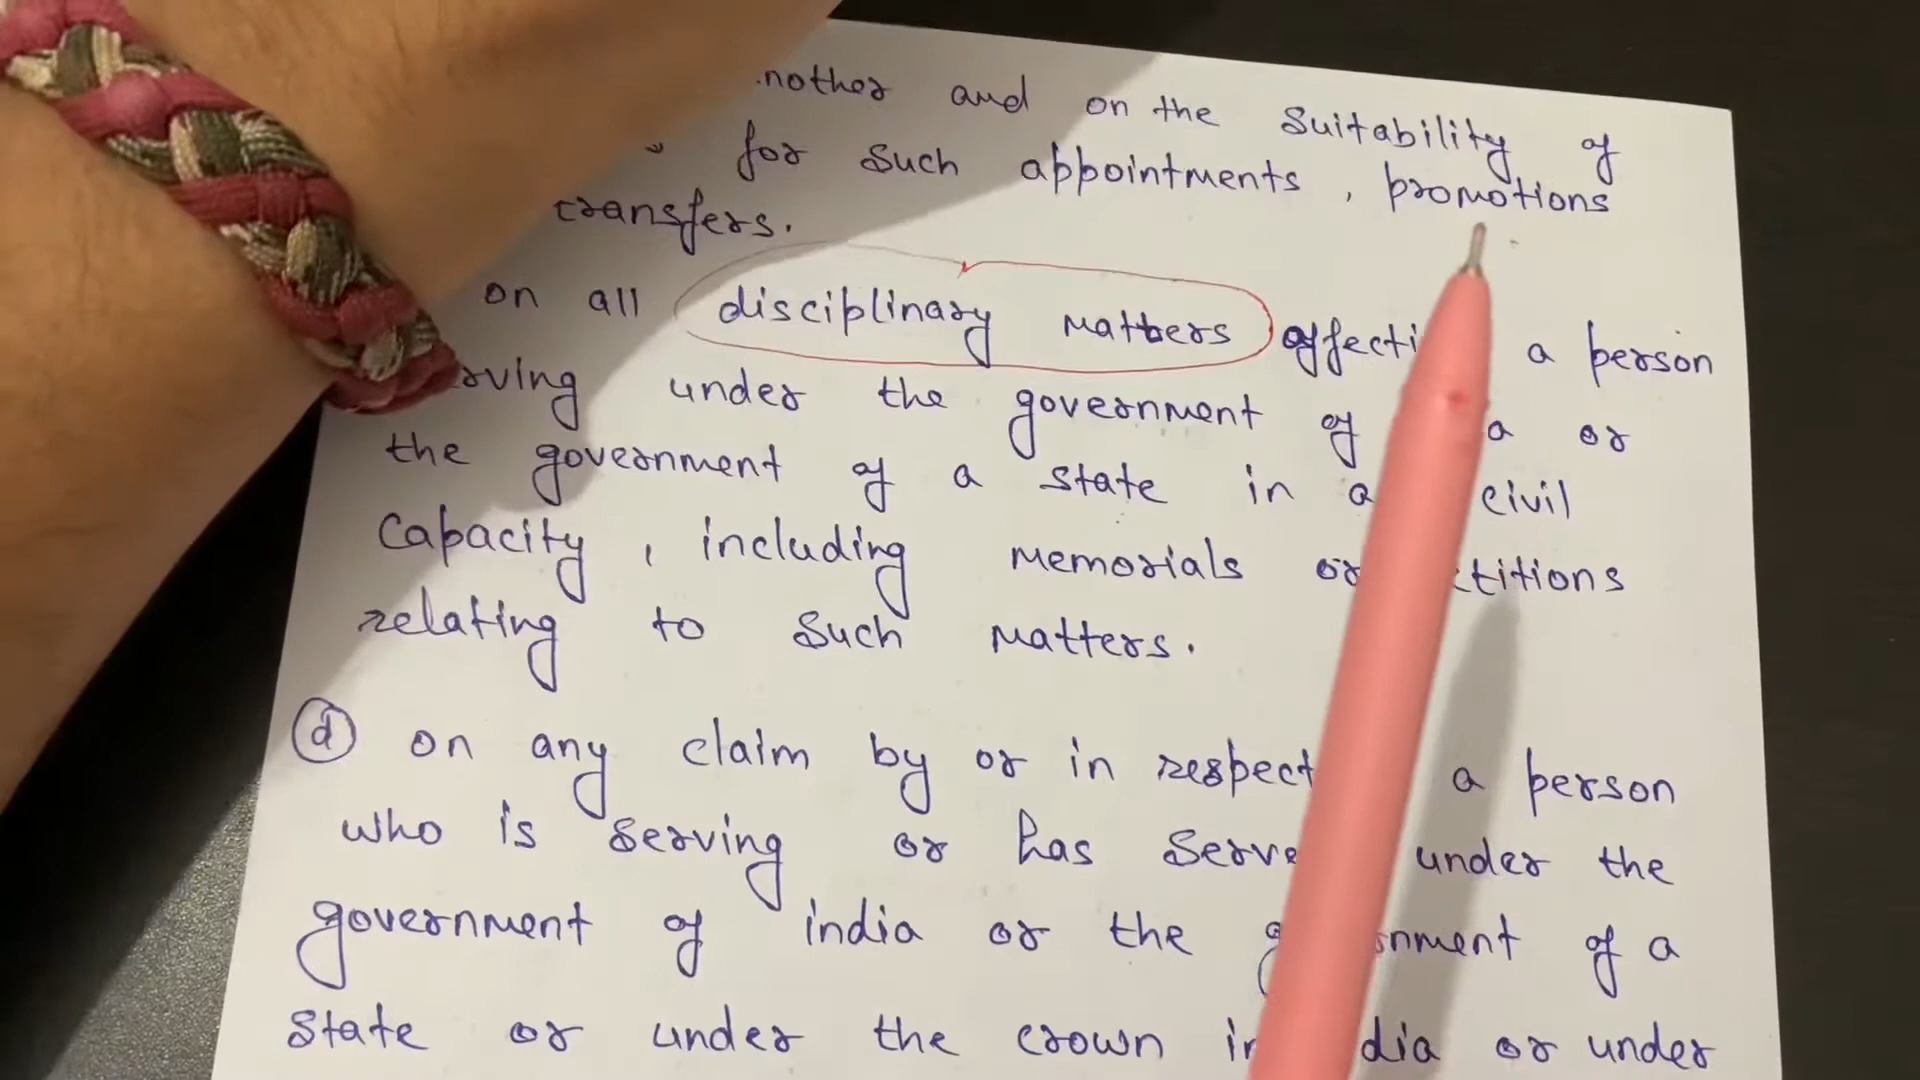 nother and on the Suitability of
for Such appointments, promotions
transfers.
on all disciplinary matters affecti a person
rving under the government of a or
the government of a state in a civil
Capacity, including memorials or titions
relating to Such matters.
(d) on any claim by or in respect a person
who is serving or has serve under the
government of india or the g rnment of a
State or under the crown in dia or under